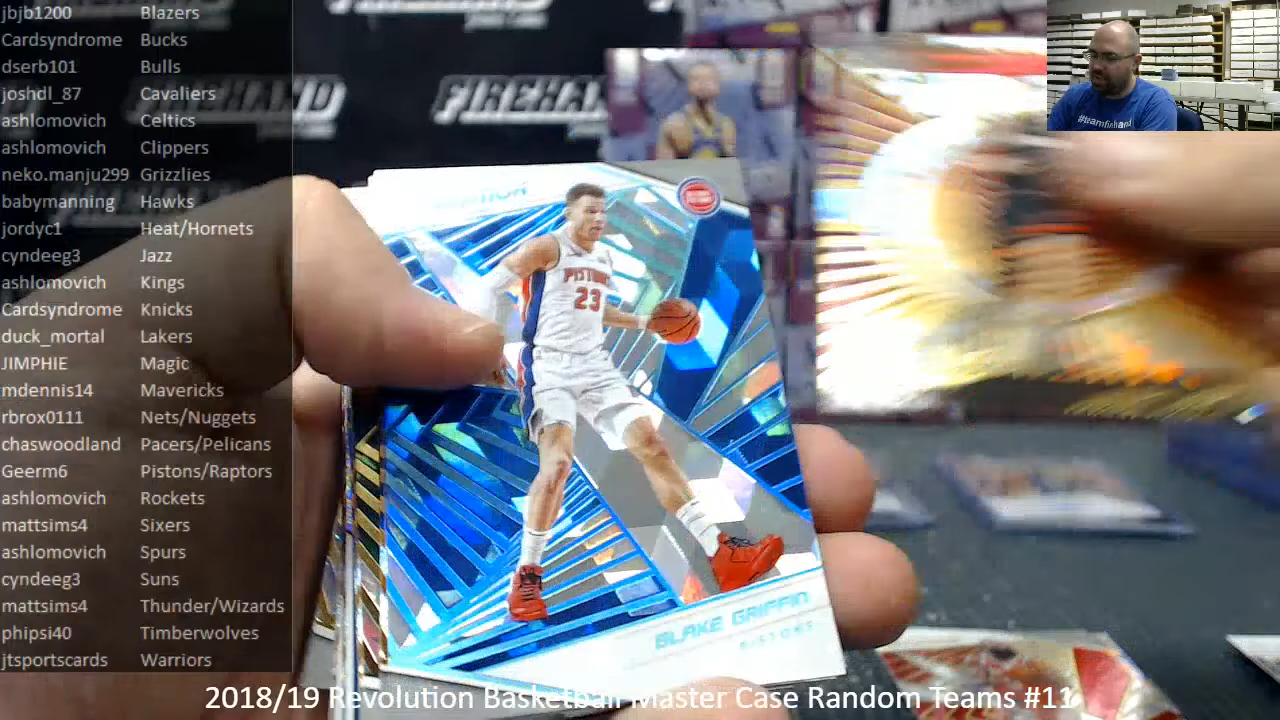 jbjb1200 Blazers
Cardsyndrome Bucks
dserb101 Bulls
joshdl_87 Cavaliers
ashlomovich Celtics
ashlomovich Clippers
neko.manju299 Grizzlies
babymanning Hawks
jordyc1 Heat/Hornets
cyndeeg3 Jazz
ashlomovich Kings
Cardsyndrome Knicks
duck_mortal Lakers
JIMPHIE Magic
mdennis14 Mavericks
rbrox0111 Nets/Nuggets
chaswoodland Pacers/Pelicans
Geerm6 Pistons/Raptors
ashlomovich Rockets
mattsims4 Sixers
ashlomovich Spurs
cyndeeg3 Suns
mattsims4 Thunder/Wizards
phipsi40 Timberwolves
jtsportscards Warriors
FIREHAND
FIREHAND
#teamfirehand
PISTONS
23
BLAKE GRIFFIN
PISTONS
2018/19 Revolution Basketball Master Case Random Teams #11